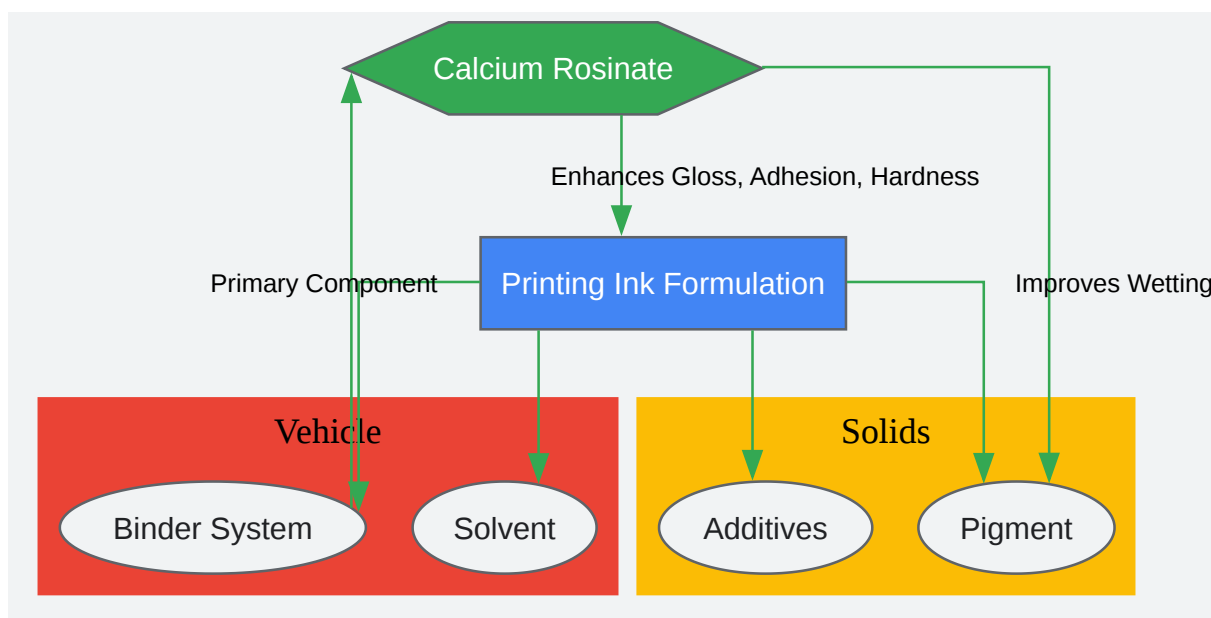 Calcium Rosinate
Enhances Gloss, Adhesion, Hardness
Printing Ink Formulation
Primary Component
Improves Wetting
Vehicle
Solids
Binder System
Solvent
Additives
Pigment